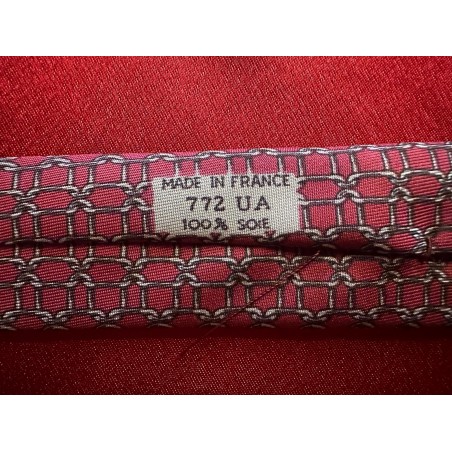 MADE IN FRANCE
772 UA
100% SOIE